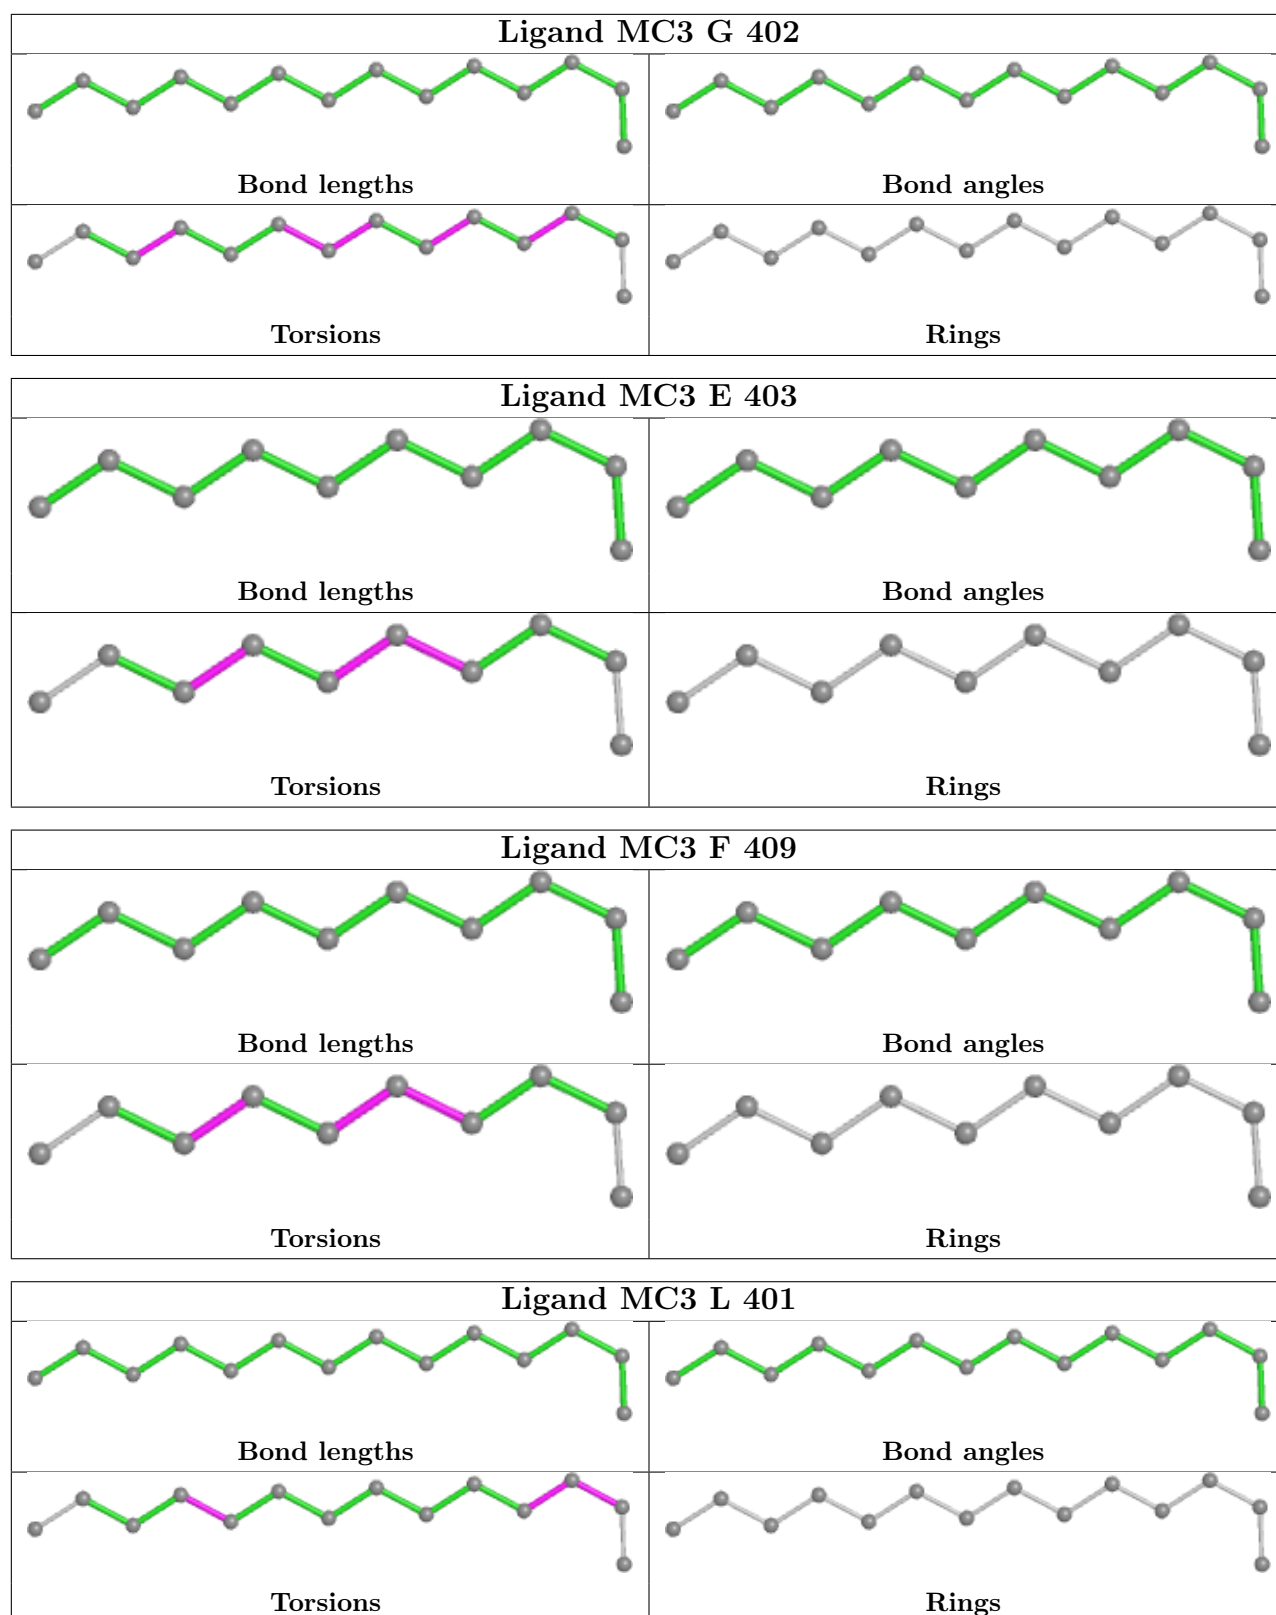 Ligand MC3 G 402
Bond lengths Bond angles
Torsions Rings
Ligand MC3 E 403
Bond lengths Bond angles
Torsions Rings
Ligand MC3 F 409
Bond lengths Bond angles
Torsions Rings
Ligand MC3 L 401
Bond lengths Bond angles
Torsions Rings